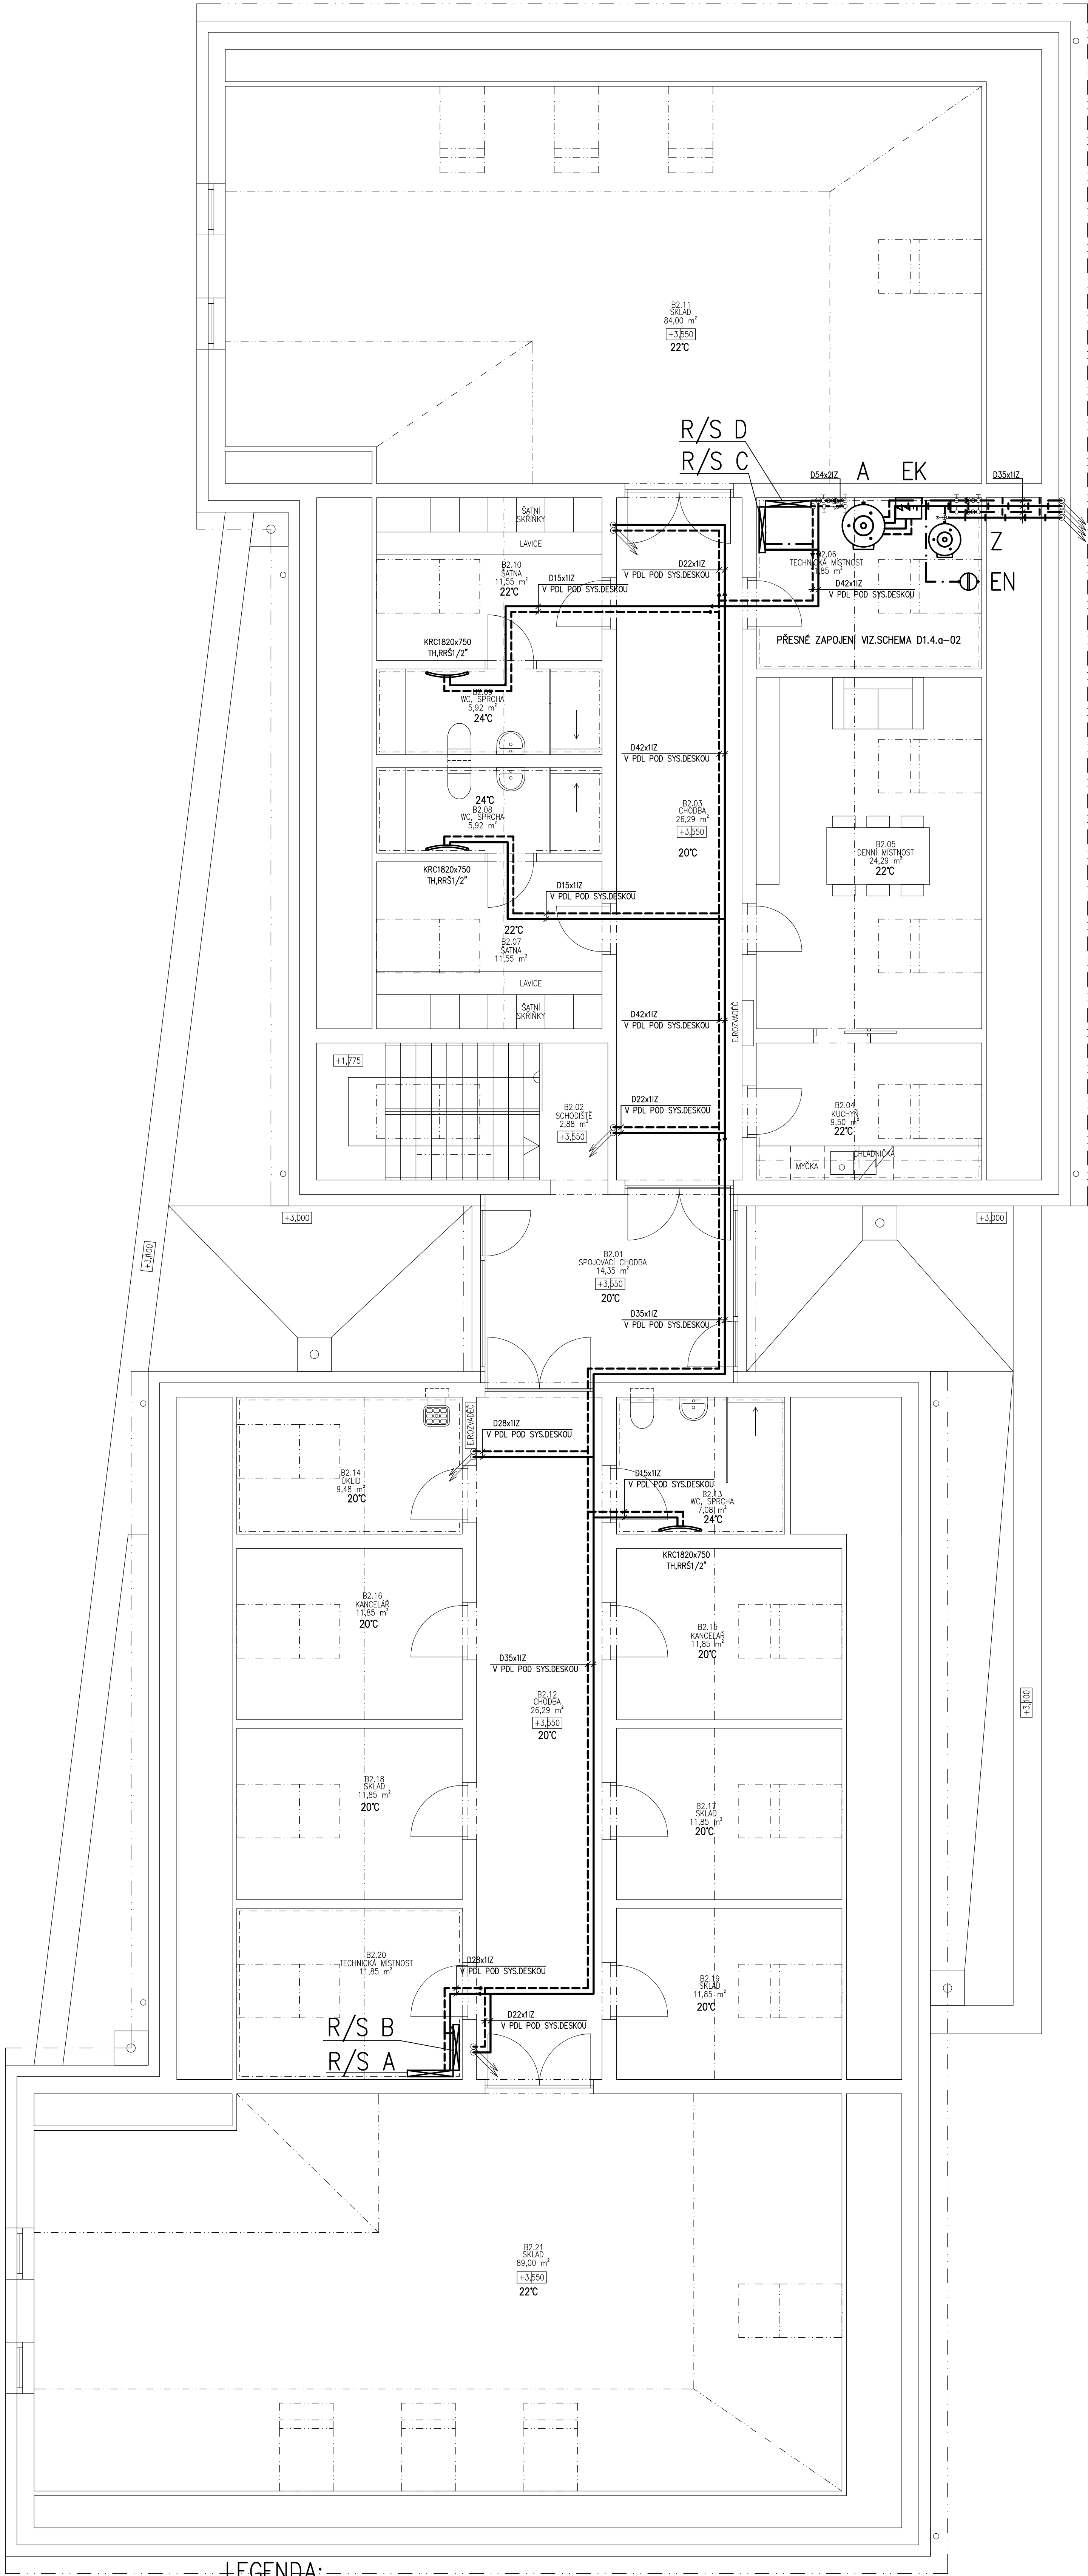 B2.11
SKLAD
84,00 m²
+3,550
22°C
R/S D
R/S C
D54x2IZ
A
EK
D35x1IZ
Z
EN
B2.06
TECHNICKÁ MÍSTNOST
D42x1IZ
V PDL POD SYS.DESKOU
PŘESNÉ ZAPOJENÍ VIZ.SCHEMA D1.4.a-02
ŠATNÍ
SKŘÍŇKY
LAVICE
B2.10
ŠATNA
11,55 m²
22°C
D15x1IZ
V PDL POD SYS.DESKOU
D22x1IZ
V PDL POD SYS.DESKOU
KRC1820x750
TH,RRŠ1/2"
B2.09
WC, SPRCHA
5,92 m²
24°C
D42x1IZ
V PDL POD SYS.DESKOU
24°C
B2.08
WC, SPRCHA
5,92 m²
B2.03
CHODBA
26,29 m²
+3,550
20°C
B2.05
DENNÍ MÍSTNOST
24,29 m²
22°C
KRC1820x750
TH,RRŠ1/2"
D15x1IZ
V PDL POD SYS.DESKOU
22°C
B2.07
ŠATNA
11,55 m²
LAVICE
ŠATNÍ
SKŘÍŇKY
D42x1IZ
V PDL POD SYS.DESKOU
E.ROZVADĚČ
+1,775
B2.02
SCHODIŠTĚ
2,88 m²
+3,550
D22x1IZ
V PDL POD SYS.DESKOU
B2.04
KUCHYŇ
9,50 m²
22°C
MYČKA
CHLADNIČKA
+3,000
+3,000
+3,100
B2.01
SPOJOVACÍ CHODBA
14,35 m²
+3,550
20°C
D35x1IZ
V PDL POD SYS.DESKOU
E.ROZVADĚČ
D28x1IZ
V PDL POD SYS.DESKOU
B2.14
ÚKLID
9,48 m²
20°C
D15x1IZ
V PDL POD SYS.DESKOU
B2.13
WC, SPRCHA
7,08 m²
24°C
KRC1820x750
TH,RRŠ1/2"
B2.16
KANCELÁŘ
11,85 m²
20°C
B2.15
KANCELÁŘ
11,85 m²
20°C
D35x1IZ
V PDL POD SYS.DESKOU
B2.12
CHODBA
26,29 m²
+3,550
20°C
+3,100
B2.18
SKLAD
11,85 m²
20°C
B2.17
SKLAD
11,85 m²
20°C
B2.20
TECHNICKÁ MÍSTNOST
11,85 m²
D28x1IZ
V PDL POD SYS.DESKOU
B2.19
SKLAD
11,85 m²
20°C
D22x1IZ
V PDL POD SYS.DESKOU
R/S B
R/S A
B2.21
SKLAD
89,00 m²
+3,550
22°C
LEGENDA: